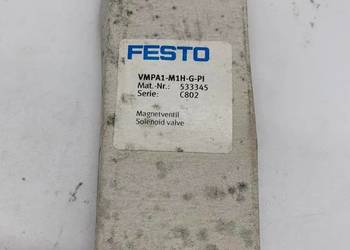 FESTO
VMPA1-M1H-G-PI
Mat.-Nr.: 533345
Serie: C802
Magnetventil
Solenoid valve